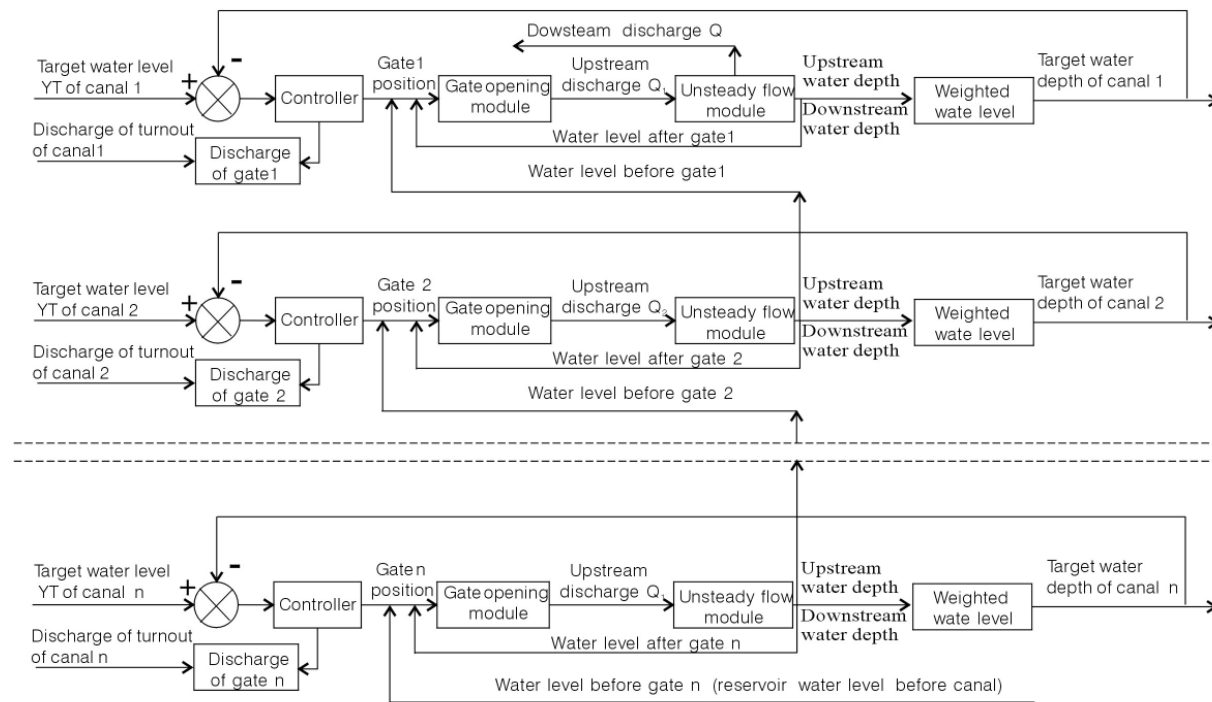 Dowsteam discharge Q
Target water level
YT of canal 1
+
-
Gate1
position
Upstream
discharge Q1
Upstream
water depth
Target water
depth of canal 1
Controller
Gate opening
module
Unsteady flow
module
Downstream
water depth
Weighted
wate level
Discharge of turnout
of canal1
Discharge
of gate1
Water level after gate1
Water level before gate1
Target water level
YT of canal 2
+
-
Gate 2
position
Upstream
discharge Q2
Upstream
water depth
Target water
depth of canal 2
Controller
Gate opening
module
Unsteady flow
module
Downstream
water depth
Weighted
wate level
Discharge of turnout
of canal 2
Discharge
of gate 2
Water level after gate 2
Water level before gate 2
Target water level
YT of canal n
+
-
Gate n
position
Upstream
discharge Q1
Upstream
water depth
Target water
depth of canal n
Controller
Gate opening
module
Unsteady flow
module
Downstream
water depth
Weighted
wate level
Discharge of turnout
of canal n
Discharge
of gate n
Water level after gate n
Water level before gate n (reservoir water level before canal)